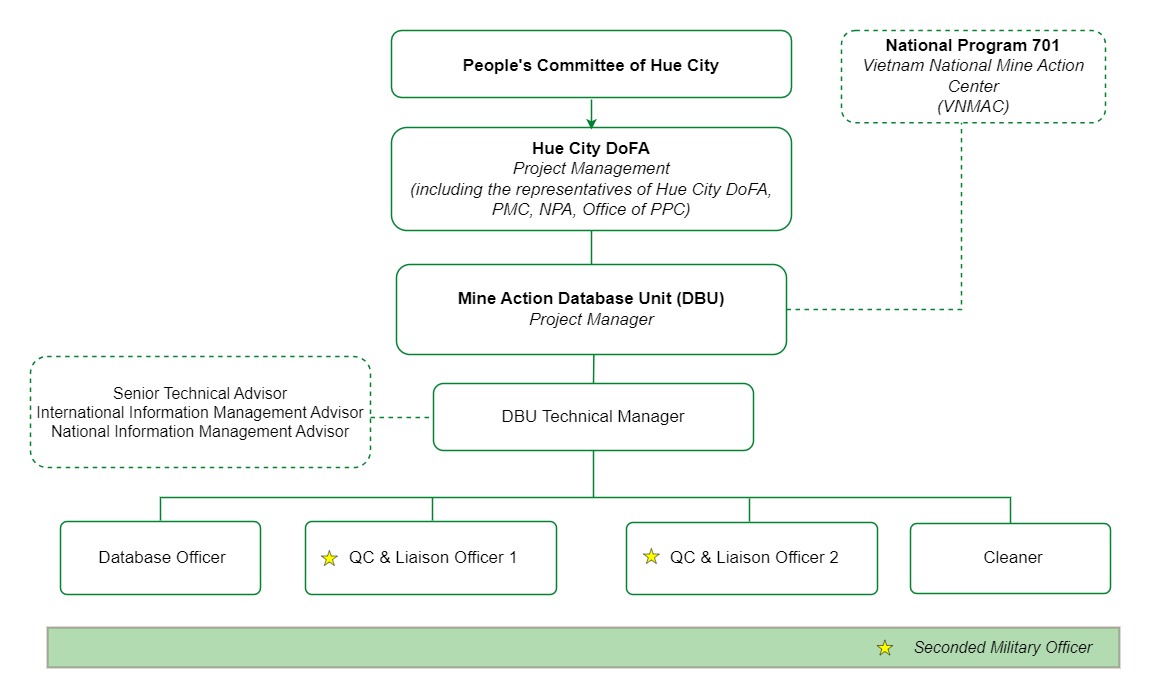 People's Committee of Hue City
National Program 701
Vietnam National Mine Action
Center
(VNMAC)
Hue City DoFA
Project Management
(including the representatives of Hue City DoFA,
PMC, NPA, Office of PPC)
Mine Action Database Unit (DBU)
Project Manager
Senior Technical Advisor
International Information Management Advisor
National Information Management Advisor
DBU Technical Manager
Database Officer
QC & Liaison Officer 1
QC & Liaison Officer 2
Cleaner
Seconded Military Officer